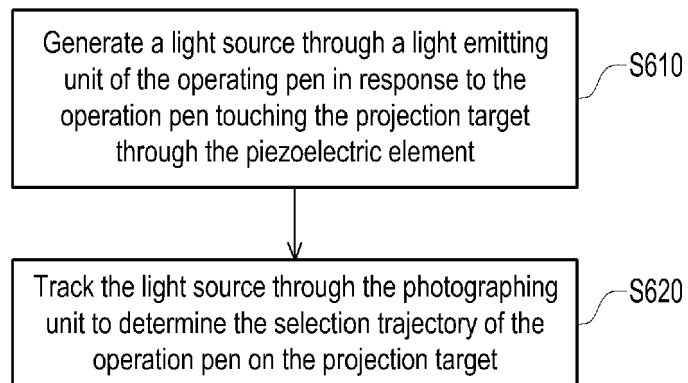 Generate a light source through a light emitting
unit of the operating pen in response to the
operation pen touching the projection target
through the piezoelectric element
S610
Track the light source through the photographing
unit to determine the selection trajectory of the
operation pen on the projection target
S620